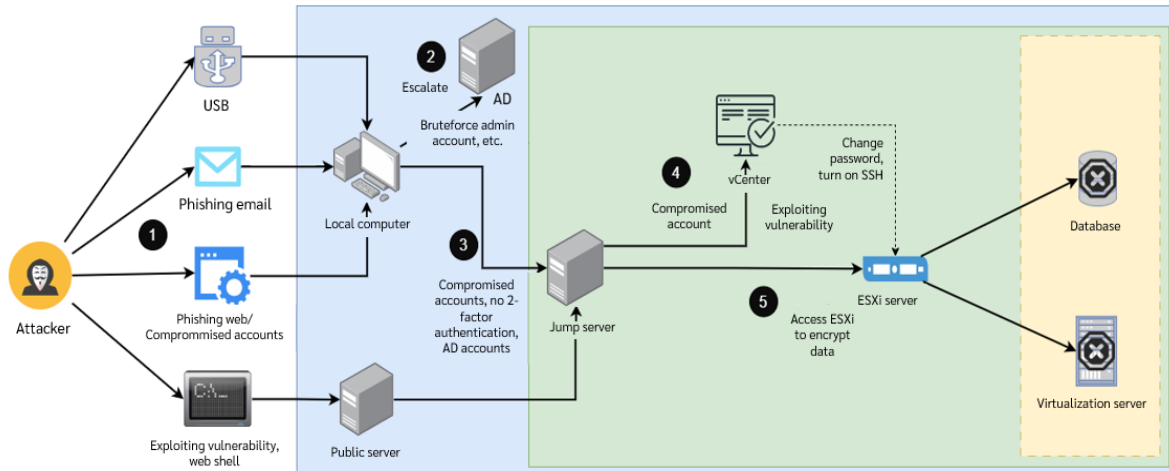 USB
2
Escalate
AD
Bruteforce admin
account, etc.
Phishing email
1
Local computer
Attacker
Phishing web/
Comprommised accounts
C:\_
Exploiting vulnerability,
web shell
Public server
3
Compromised
accounts, no 2-
factor
authentication,
AD accounts
Jump server
4
Compromised
account
vCenter
Exploiting
vulnerability
Change
password,
turn on SSH
5
Access ESXi
to encrypt
data
ESXi server
Database
Virtualization server